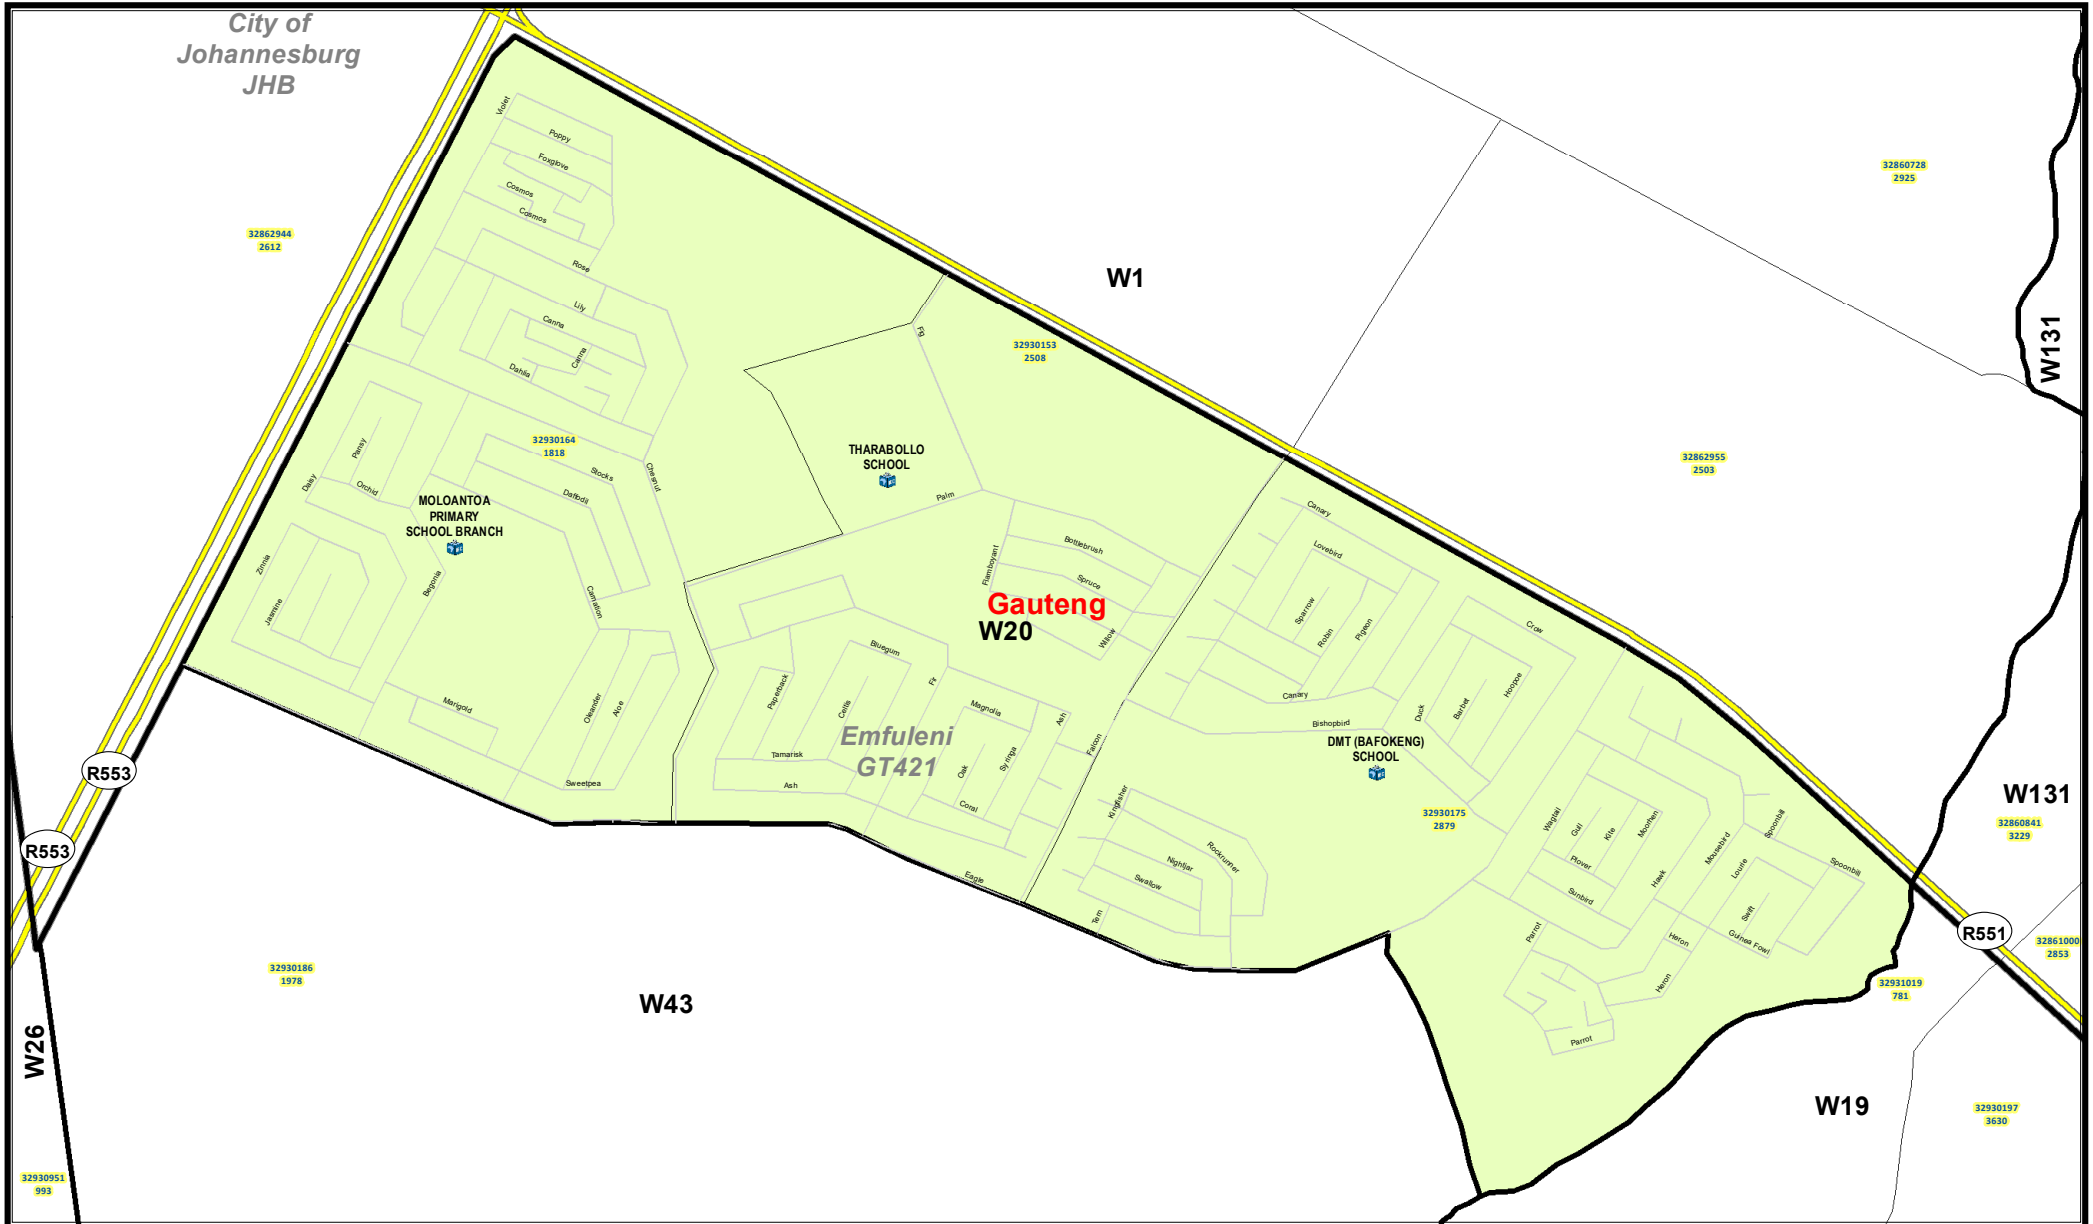 City of
Johannesburg
JHB
Violet
Poppy
Foxglove
Cosmos
Cosmos
32860728
2925
32862944
2612
Rose
W1
Lily
Canna
Canna
Dahlia
Fig
32930153
2508
W131
32930164
1818
Pansy
Daisy
Orchid
Stocks
Daffodil
Chesnut
MOLOANTOA
PRIMARY
SCHOOL BRANCH
THARABOLLO
SCHOOL
Palm
32862955
2503
Canary
Lovebird
Zinnia
Jasmine
Begonia
Carnation
Flamboyant
Bottlebrush
Spruce
Gauteng
W20
Willow
Sparrow
Robin
Pigeon
Crow
Bluegum
Fir
Paperback
Celtis
Magnolia
Ash
Falcon
Canary
Bishopbird
Duck
Barbet
Hoopoe
Marigold
Oleander
Aloe
Emfuleni
GT421
Tamarisk
Ash
Oak
Syringa
Coral
Sweetpea
DMT (BAFOKENG)
SCHOOL
R553
R553
Kingfisher
32930175
2879
Wagtail
Gull
Kite
Moorhen
Mousebird
Spoonbill
Lourie
Spoonbill
W131
32860841
3229
Rockrunner
Nightjar
Swallow
Eagle
Tern
Plover
Sunbird
Hawk
Swift
Parrot
Heron
Guinea Fowl
Heron
R551
32861000
2853
32930186
1978
W43
32931019
781
Parrot
W26
W19
32930197
3630
32930951
993